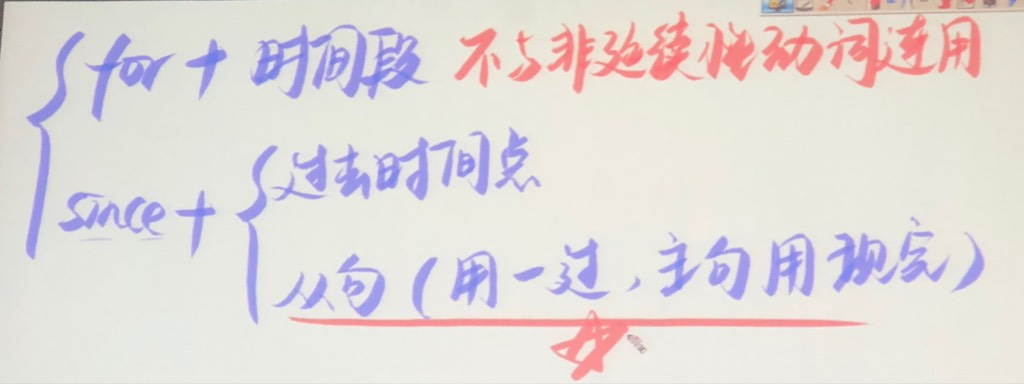 for + 时间段 不与非延续性动词连用
since + 过去时间点
从句(用一过,主句用现完)